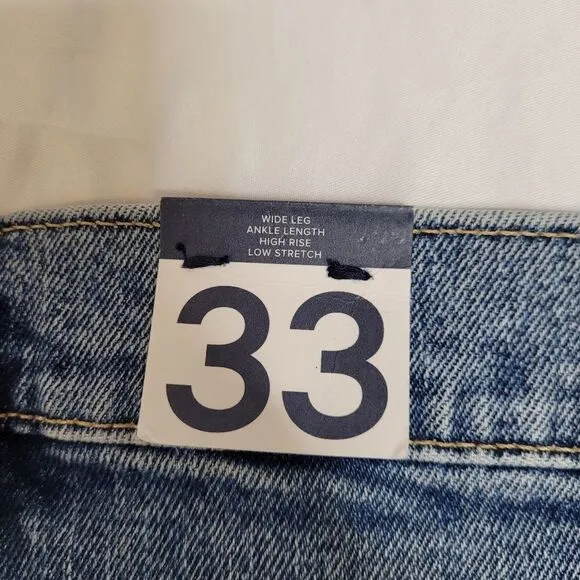 WIDE LEG
ANKLE LENGTH
HIGH RISE
LOW STRETCH
33